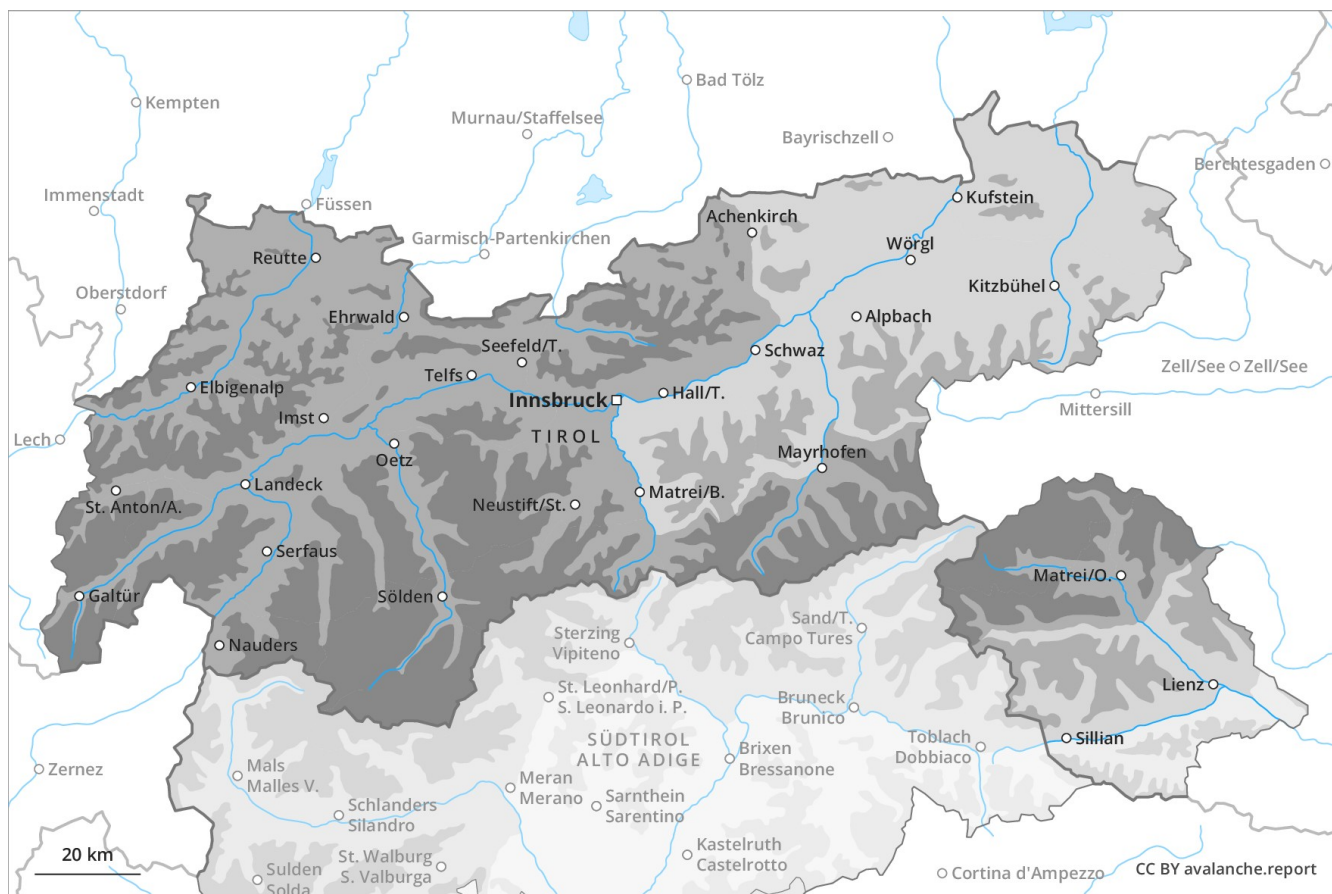 Kempten
Bad Tölz
Murnau/Staffelsee
Bayrischzell
Berchtesgaden
Immenstadt
Füssen
Kufstein
Achenkirch
Garmisch-Partenkirchen
Wörgl
Reutte
Kitzbühel
Oberstdorf
Ehrwald
Alpbach
Seefeld/T.
Schwaz
Telfs
Zell/See
Zell/See
Elbigenalp
Hall/T.
Innsbruck
Mittersill
Imst
TIROL
Lech
Oetz
Mayrhofen
Landeck
Matrei/B.
St. Anton/A.
Neustift/St.
Serfaus
Matrei/O.
Galtür
Sölden
Sand/T.
Campo Tures
Sterzing
Vipiteno
Nauders
Lienz
St. Leonhard/P.
S. Leonardo i. P.
Bruneck
Brunico
SÜDTIROL
ALTO ADIGE
Toblach
Dobbiaco
Sillian
Brixen
Bressanone
Zernez
Mals
Malles V.
Meran
Merano
Sarnthein
Sarentino
Schlanders
Silandro
Kastelruth
Castelrotto
20 km
St. Walburg
S. Valburga
Sulden
Solda
Cortina d'Ampezzo
CC BY avalanche.report